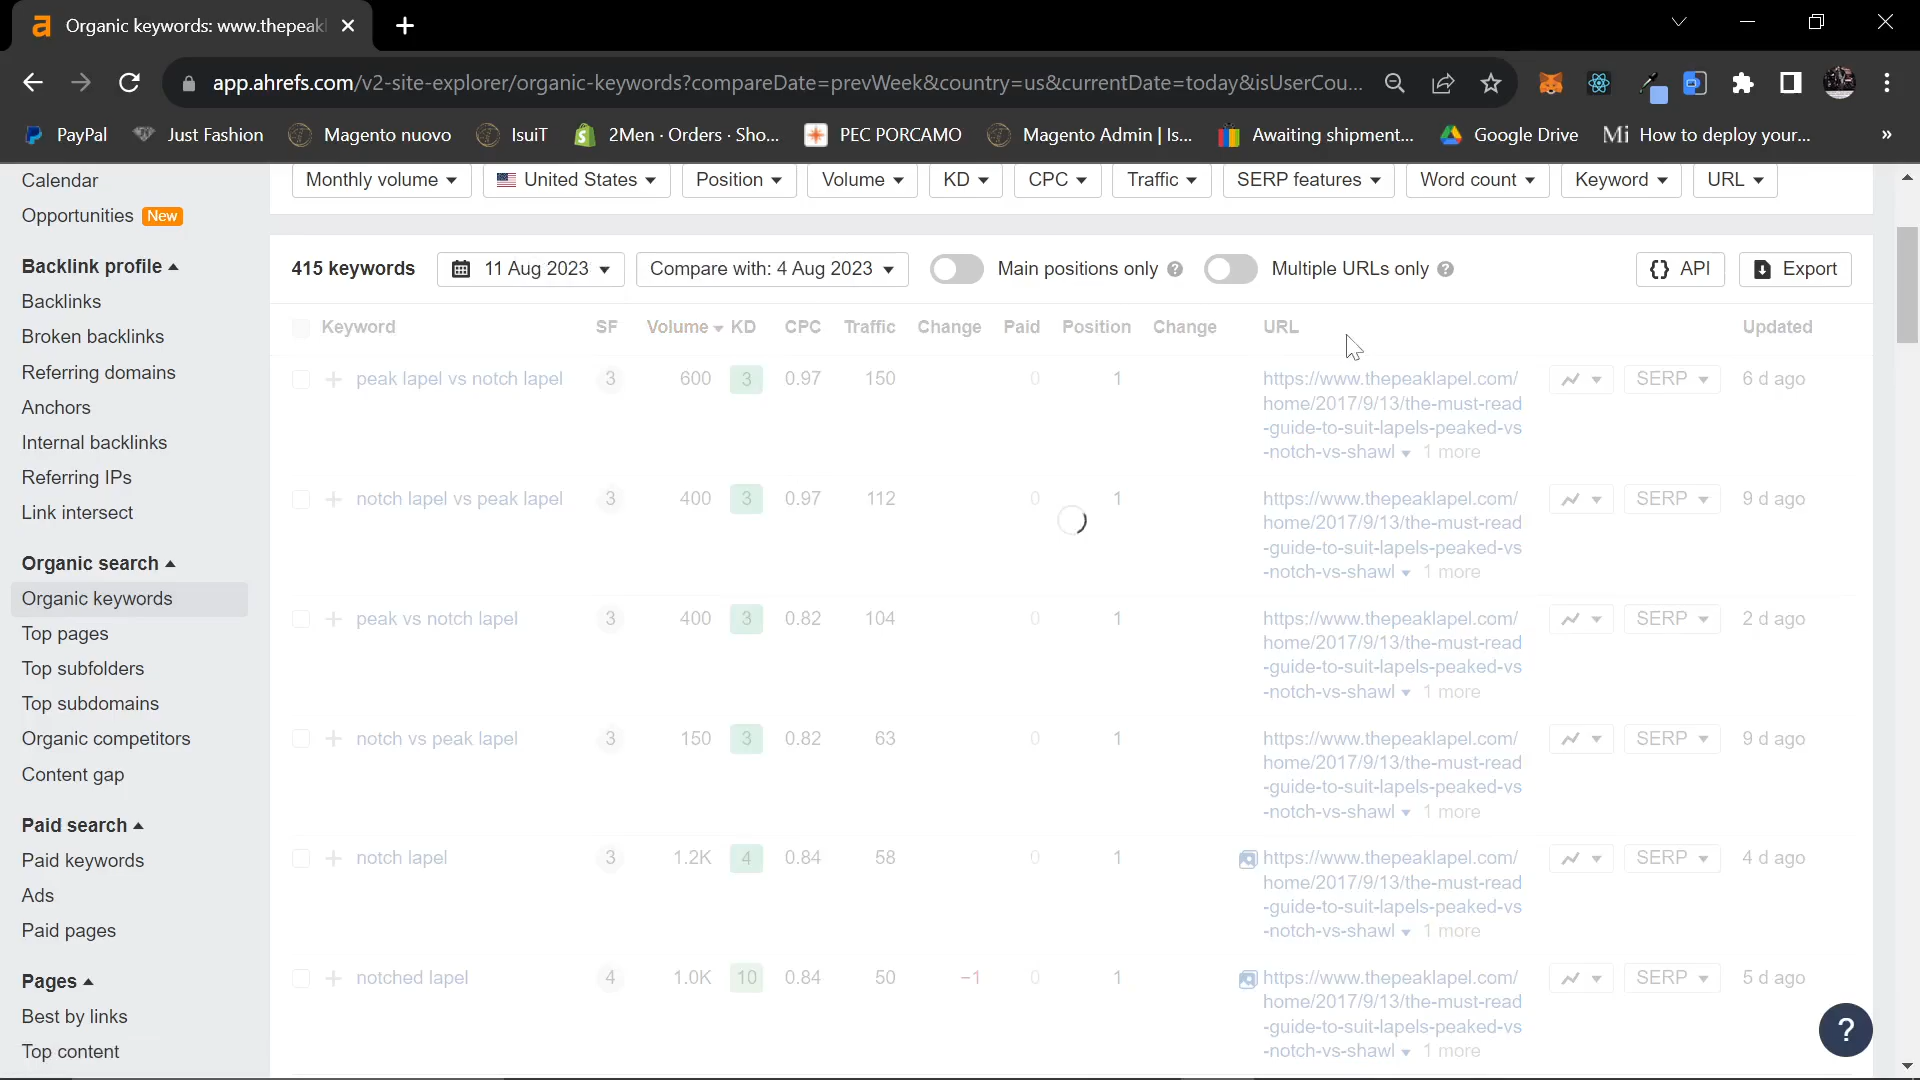 Organic keywords: www.thepeakl
app.ahrefs.com/v2-site-explorer/organic-keywords?compareDate=prevWeek&country=us&currentDate=today&isUserCou...
PayPal Just Fashion Magento nuovo IsuiT 2Men · Orders · Sho... PEC PORCAMO Magento Admin | Is... Awaiting shipment... Google Drive Mi How to deploy your... »
Calendar
Opportunities New
Backlink profile
Backlinks
Broken backlinks
Referring domains
Anchors
Internal backlinks
Referring IPs
Link intersect
Organic search
Organic keywords
Top pages
Top subfolders
Top subdomains
Organic competitors
Content gap
Paid search
Paid keywords
Ads
Paid pages
Pages
Best by links
Top content
Monthly volume United States Position Volume KD CPC Traffic SERP features Word count Keyword URL
415 keywords 11 Aug 2023 Compare with: 4 Aug 2023 Main positions only ? Multiple URLs only ? {} API Export
Keyword SF Volume KD CPC Traffic Change Paid Position Change URL Updated
+ peak lapel vs notch lapel 3 600 3 0.97 150 0 1 https://www.thepeaklapel.com/ SERP 6 d ago
home/2017/9/13/the-must-read
-guide-to-suit-lapels-peaked-vs
-notch-vs-shawl 1 more
+ notch lapel vs peak lapel 3 400 3 0.97 112 0 1 https://www.thepeaklapel.com/ SERP 9 d ago
home/2017/9/13/the-must-read
-guide-to-suit-lapels-peaked-vs
-notch-vs-shawl 1 more
+ peak vs notch lapel 3 400 3 0.82 104 0 1 https://www.thepeaklapel.com/ SERP 2 d ago
home/2017/9/13/the-must-read
-guide-to-suit-lapels-peaked-vs
-notch-vs-shawl 1 more
+ notch vs peak lapel 3 150 3 0.82 63 0 1 https://www.thepeaklapel.com/ SERP 9 d ago
home/2017/9/13/the-must-read
-guide-to-suit-lapels-peaked-vs
-notch-vs-shawl 1 more
+ notch lapel 3 1.2K 4 0.84 58 0 1 https://www.thepeaklapel.com/ SERP 4 d ago
home/2017/9/13/the-must-read
-guide-to-suit-lapels-peaked-vs
-notch-vs-shawl 1 more
+ notched lapel 4 1.0K 10 0.84 50 −1 0 1 https://www.thepeaklapel.com/ SERP 5 d ago
home/2017/9/13/the-must-read
-guide-to-suit-lapels-peaked-vs
-notch-vs-shawl 1 more
?